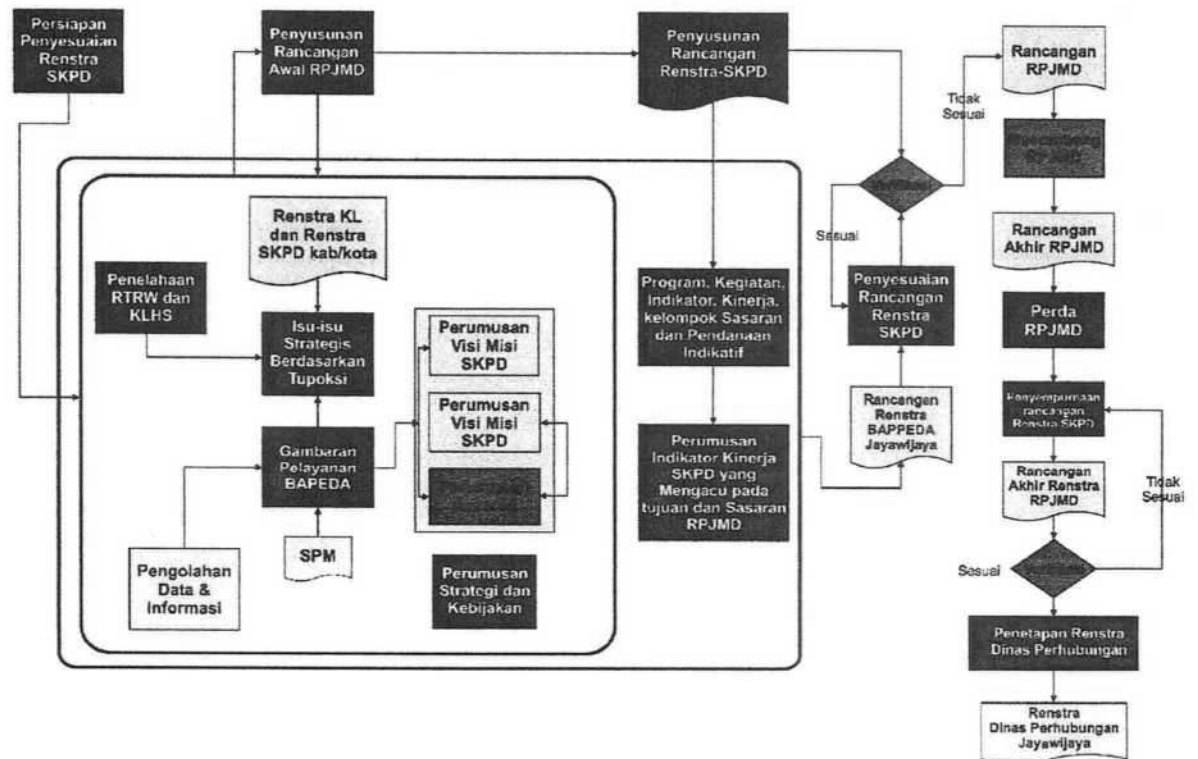 Persiapan
Penyesuaian
Renstra
SKPD
Penyusunan
Rancangan
Awal RPJMD
Penyusunan
Rancangan
Renstra-SKPD
Rancangan
RPJMD
Tidak
Sesuai
Sesuai
Rancangan
Akhir RPJMD
Renstra KL
dan Renstra
SKPD kab/kota
Penelahaan
RTRW dan
KLHS
Isu-isu
Strategis
Berdasarkan
Tupoksi
Perumusan
Visi Misi
SKPD
Perumusan
Visi Misi
SKPD
Gambaran
Pelayanan
BAPEDA
SPM
Pengolahan
Data &
Informasi
Perumusan
Strategi dan
Kebijakan
Program, Kegiatan,
Indikator, Kinerja,
kelompok Sasaran
dan Pendanaan
Indikatif
Perumusan
Indikator Kinerja
SKPD yang
Mengacu pada
tujuan dan Sasaran
RPJMD
Penyesuaian
Rancangan
Renstra
SKPD
Rancangan
Renstra
BAPPEDA
Jayawijaya
Perda
RPJMD
Penyempurnaan
rancangan
Renstra SKPD
Rancangan
Akhir Renstra
RPJMD
Tidak
Sesuai
Sesuai
Penetapan Renstra
Dinas Perhubungan
Renstra
Dinas Perhubungan
Jayawijaya